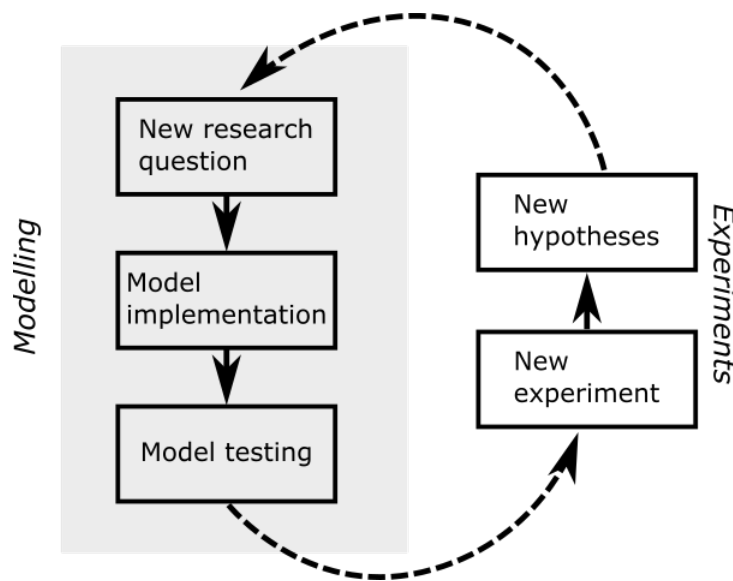 Modelling
New research
question
Model
implementation
Model testing
New
hypotheses
New
experiment
Experiments